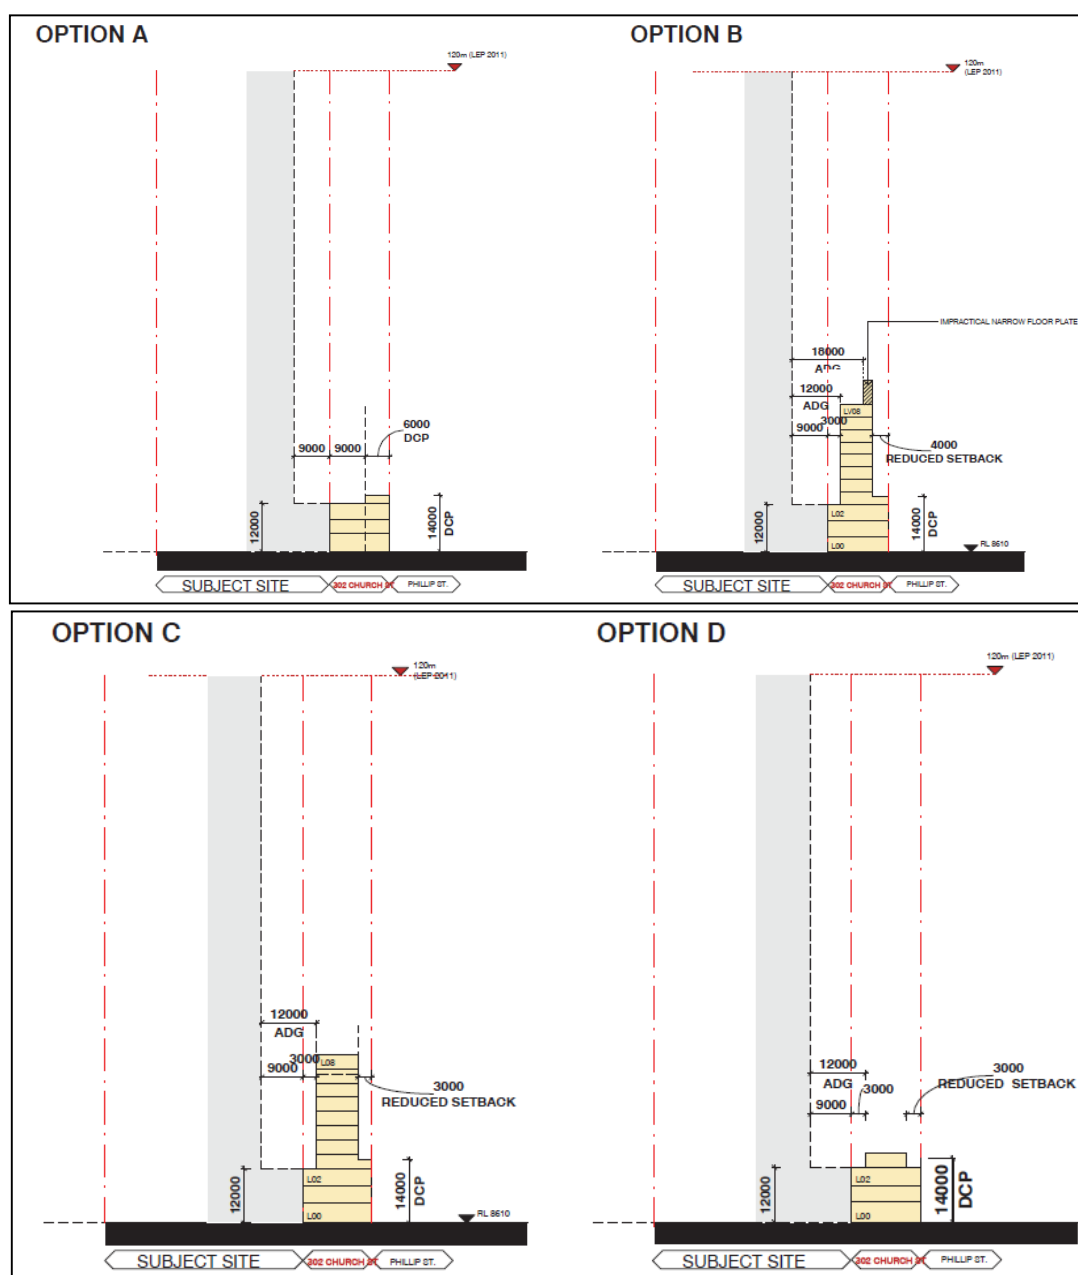 OPTION A
120m (LEP 2011)
6000
DCP
9000
9000
12000
14000
DCP
SUBJECT SITE
302 CHURCH ST
PHILLIP ST.
OPTION B
120m
(LEP 2011)
IMPRACTICAL NARROW FLOOR PLATE
18000
ADG
12000
ADG
3000
9000
LV08
4000
REDUCED SETBACK
12000
L02
L00
14000
DCP
RL 8610
SUBJECT SITE
302 CHURCH ST
PHILLIP ST.
OPTION C
120m
(LEP 2011)
12000
ADG
3000
9000
L08
3000
REDUCED SETBACK
12000
L02
L00
14000
DCP
RL 8610
SUBJECT SITE
302 CHURCH ST
PHILLIP ST.
OPTION D
120m (LEP 2011)
12000
ADG
3000
9000
3000
REDUCED SETBACK
12000
L02
L00
14000
DCP
SUBJECT SITE
302 CHURCH ST
PHILLIP ST.